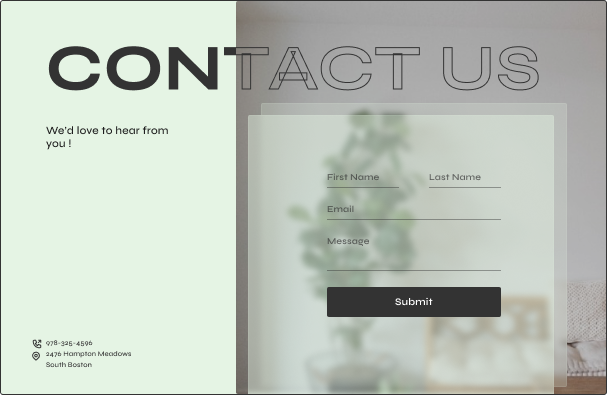 CONTACT US
We'd love to hear from
you !
First Name
Last Name
Email
Message
Submit
978-325-4596
2476 Hampton Meadows
South Boston